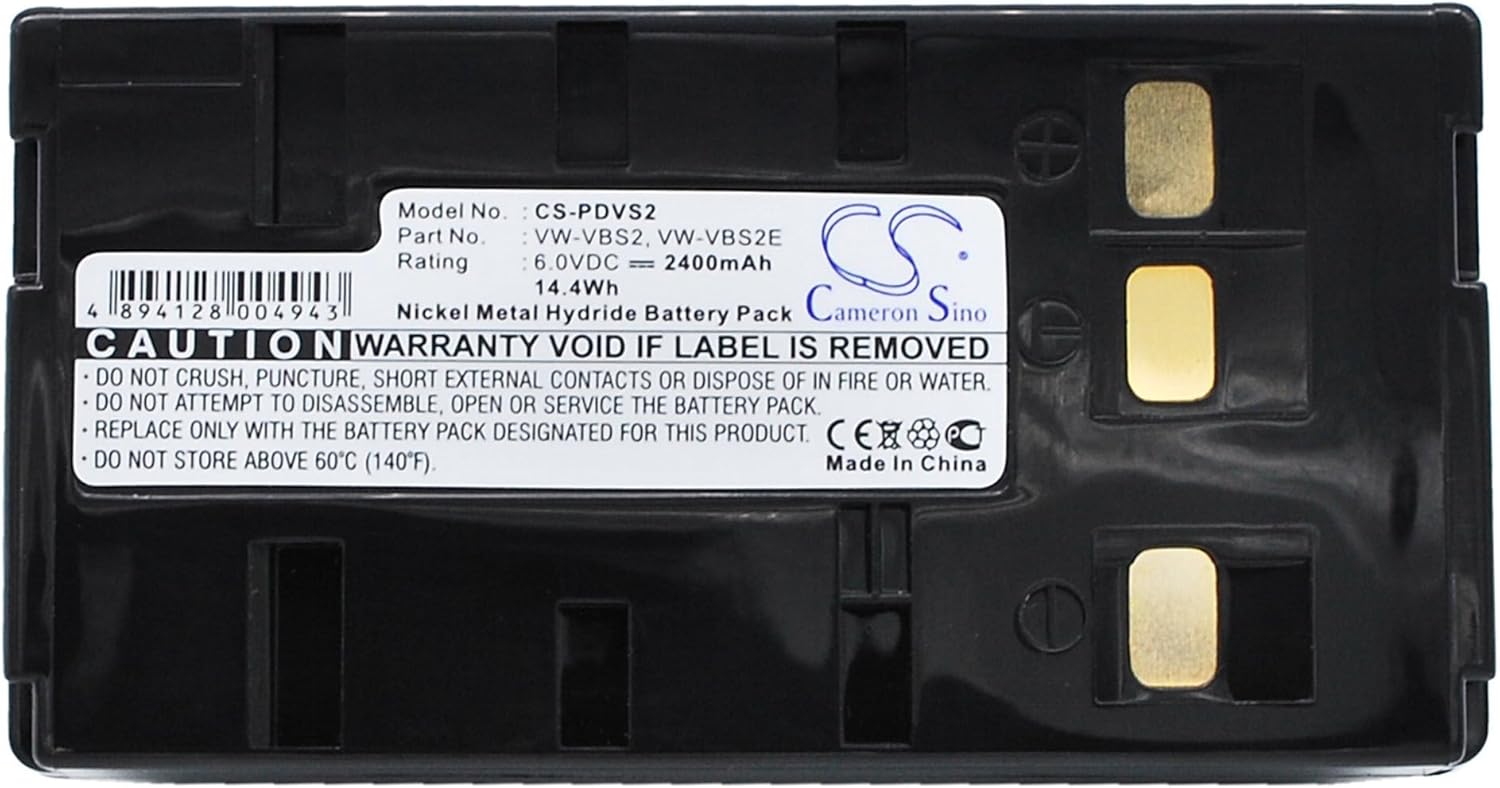 Model No. : CS-PDVS2
Part No. : VW-VBS2, VW-VBS2E
Rating : 6.0VDC ⎓ 2400mAh
14.4Wh
Nickel Metal Hydride Battery Pack
CS ®
Cameron Sino
4 894128 004943
CAUTION WARRANTY VOID IF LABEL IS REMOVED
· DO NOT CRUSH, PUNCTURE, SHORT EXTERNAL CONTACTS OR DISPOSE OF IN FIRE OR WATER.
· DO NOT ATTEMPT TO DISASSEMBLE, OPEN OR SERVICE THE BATTERY PACK.
· REPLACE ONLY WITH THE BATTERY PACK DESIGNATED FOR THIS PRODUCT.
· DO NOT STORE ABOVE 60°C (140°F).
CE PCT
Made In China
+
−
V